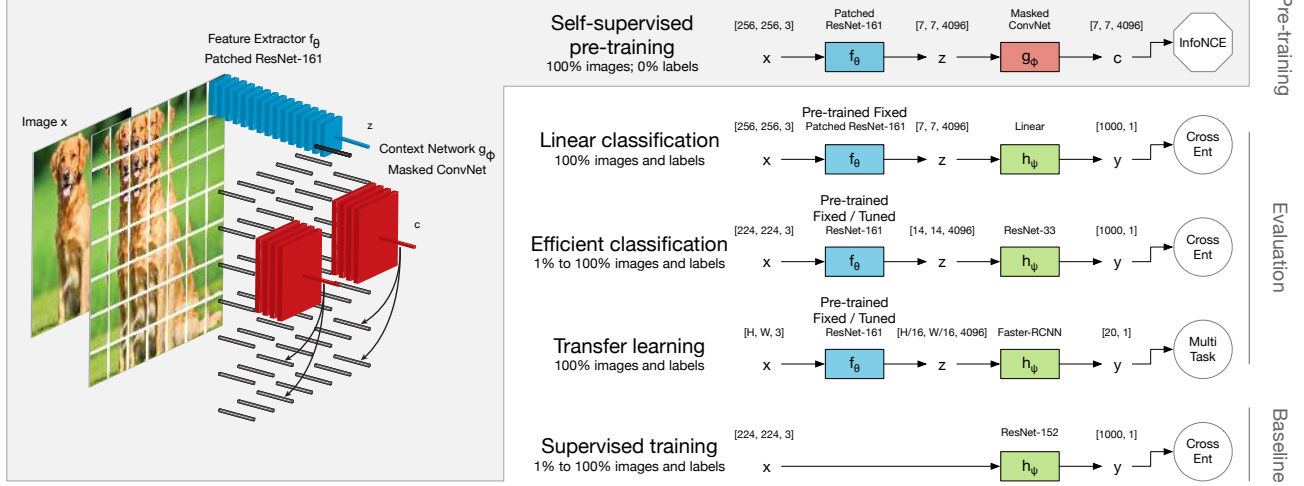 Feature Extractor fθ
Patched ResNet-161
Image x
z
Context Network gϕ
Masked ConvNet
c
Self-supervised
pre-training
100% images; 0% labels
[256, 256, 3]
Patched
ResNet-161
[7, 7, 4096]
Masked
ConvNet
[7, 7, 4096]
x
fθ
z
gϕ
c
InfoNCE
Pre-training
Linear classification
100% images and labels
[256, 256, 3]
Pre-trained Fixed
Patched ResNet-161
[7, 7, 4096]
Linear
[1000, 1]
x
fθ
z
hψ
y
Cross
Ent
Efficient classification
1% to 100% images and labels
[224, 224, 3]
Pre-trained
Fixed / Tuned
ResNet-161
[14, 14, 4096]
ResNet-33
[1000, 1]
x
fθ
z
hψ
y
Cross
Ent
Evaluation
Transfer learning
100% images and labels
[H, W, 3]
Pre-trained
Fixed / Tuned
ResNet-161
[H/16, W/16, 4096]
Faster-RCNN
[20, 1]
x
fθ
z
hψ
y
Multi
Task
Supervised training
1% to 100% images and labels
[224, 224, 3]
ResNet-152
[1000, 1]
x
hψ
y
Cross
Ent
Baseline